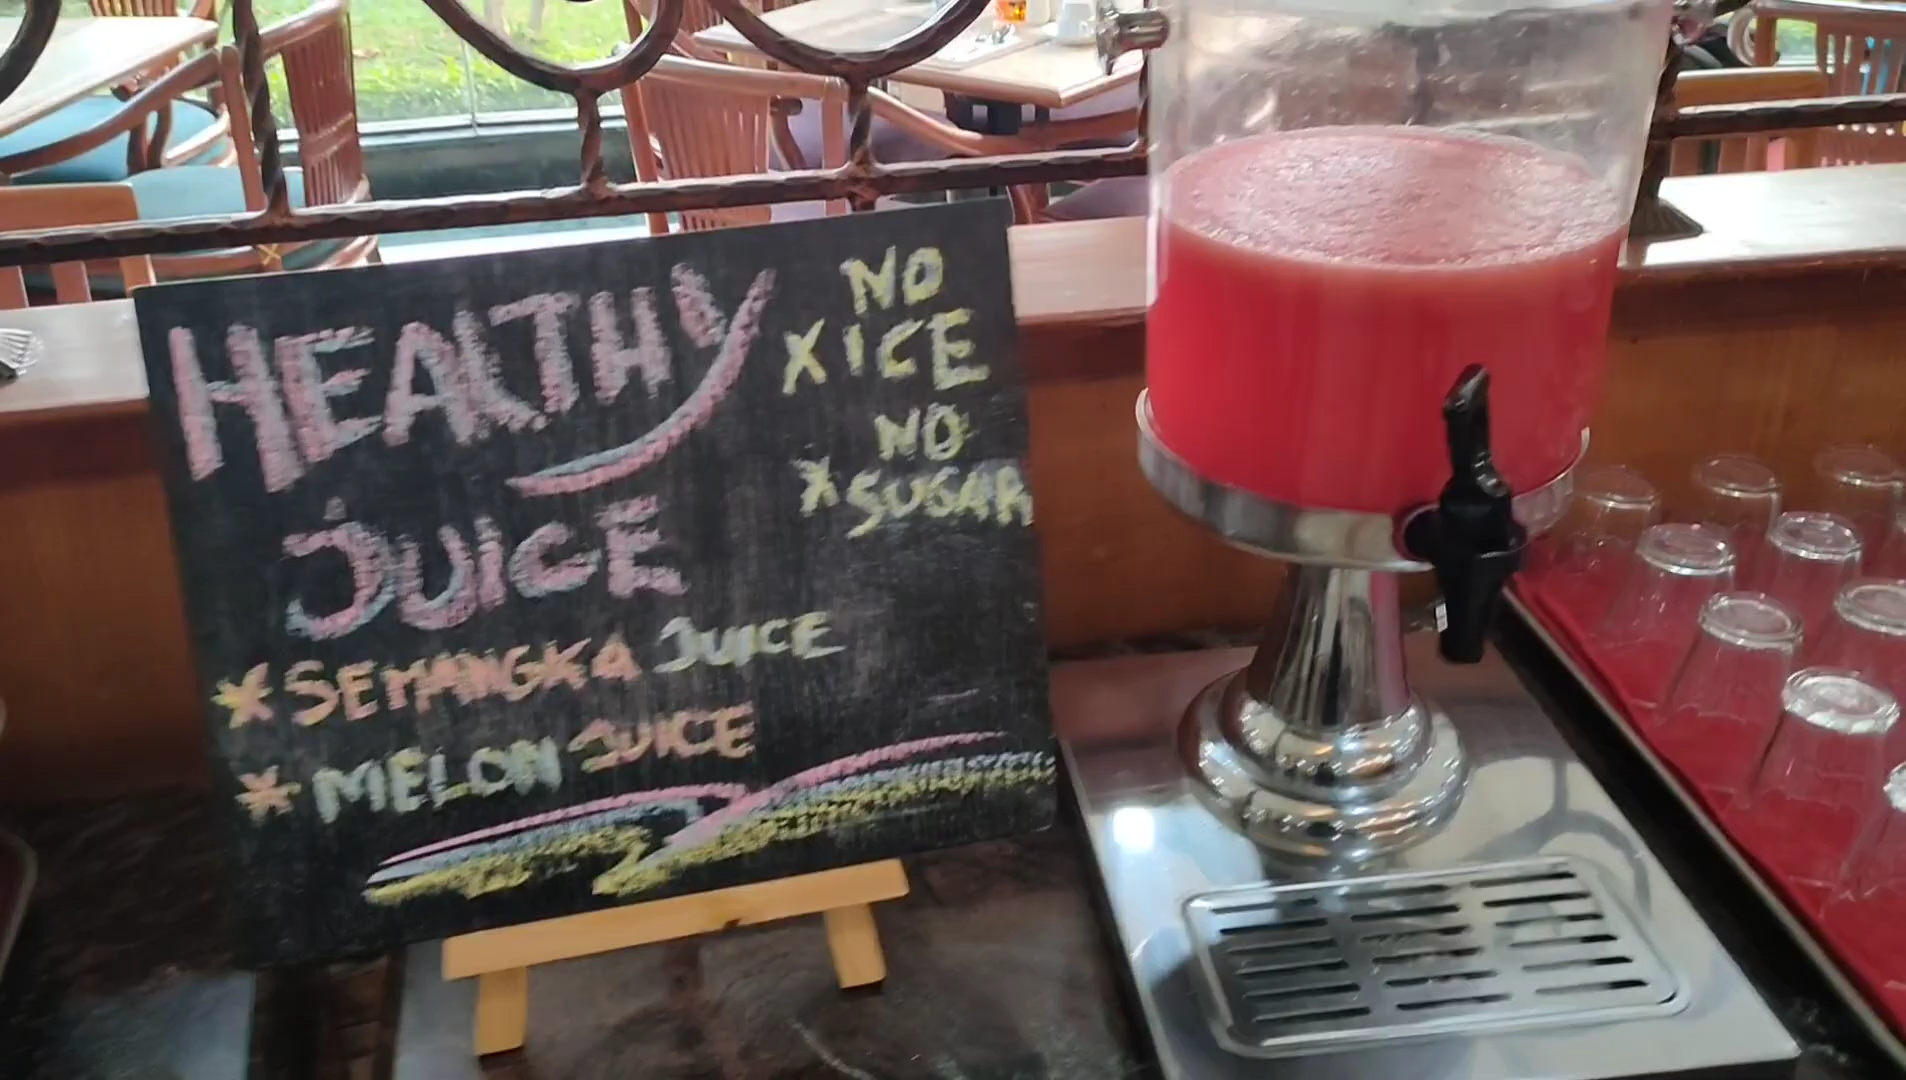 HEALTHY
JUICE
* SEMANGKA JUICE
* MELON JUICE
NO
X ICE
NO
X SUGAR